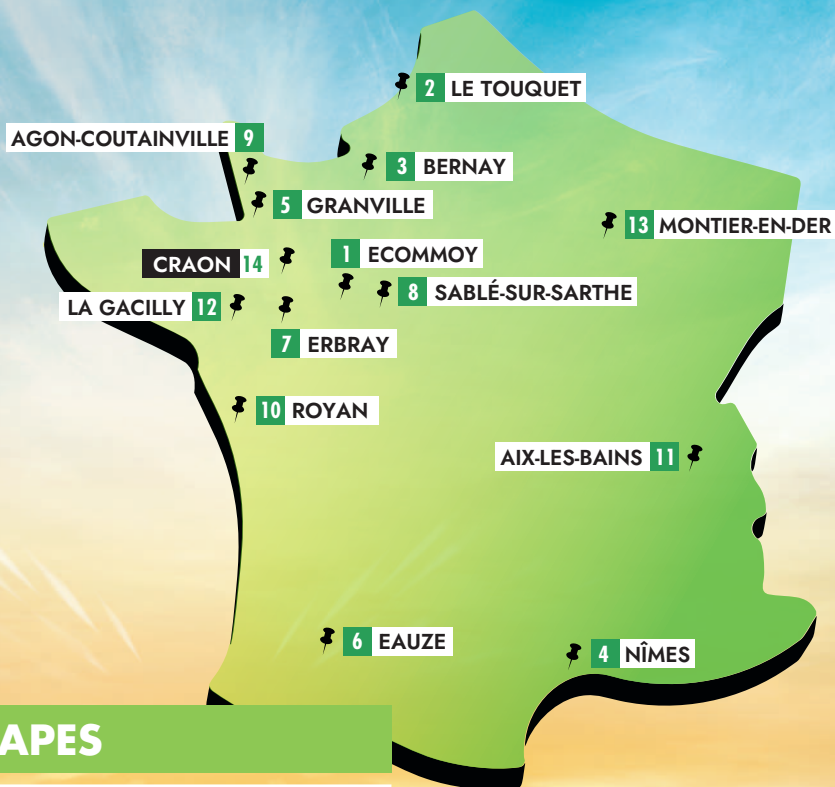 2 LE TOUQUET
AGON-COUTAINVILLE 9
3 BERNAY
5 GRANVILLE
13 MONTIER-EN-DER
1 ECOMMOY
CRAON 14
8 SABLÉ-SUR-SARTHE
LA GACILLY 12
7 ERBRAY
10 ROYAN
AIX-LES-BAINS 11
6 EAUZE
4 NÎMES
APES